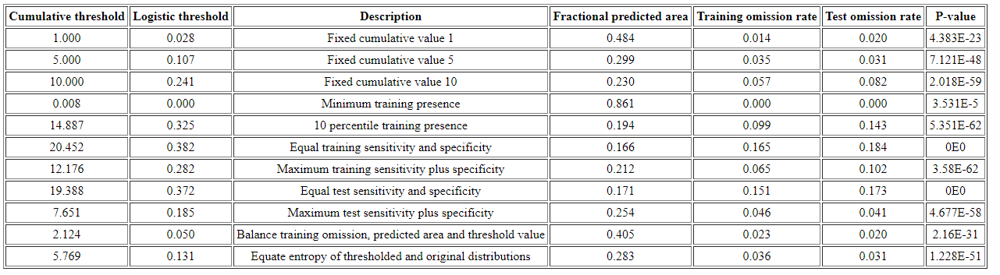 Cumulative threshold Logistic threshold Description Fractional predicted area Training omission rate Test omission rate P-value
1.000 0.028 Fixed cumulative value 1 0.484 0.014 0.020 4.383E-23
5.000 0.107 Fixed cumulative value 5 0.299 0.035 0.031 7.121E-48
10.000 0.241 Fixed cumulative value 10 0.230 0.057 0.082 2.018E-59
0.008 0.000 Minimum training presence 0.861 0.000 0.000 3.531E-5
14.887 0.325 10 percentile training presence 0.194 0.099 0.143 5.351E-62
20.452 0.382 Equal training sensitivity and specificity 0.166 0.165 0.184 0E0
12.176 0.282 Maximum training sensitivity plus specificity 0.212 0.065 0.102 3.58E-62
19.388 0.372 Equal test sensitivity and specificity 0.171 0.151 0.173 0E0
7.651 0.185 Maximum test sensitivity plus specificity 0.254 0.046 0.041 4.677E-58
2.124 0.050 Balance training omission, predicted area and threshold value 0.405 0.023 0.020 2.16E-31
5.769 0.131 Equate entropy of thresholded and original distributions 0.283 0.036 0.031 1.228E-51